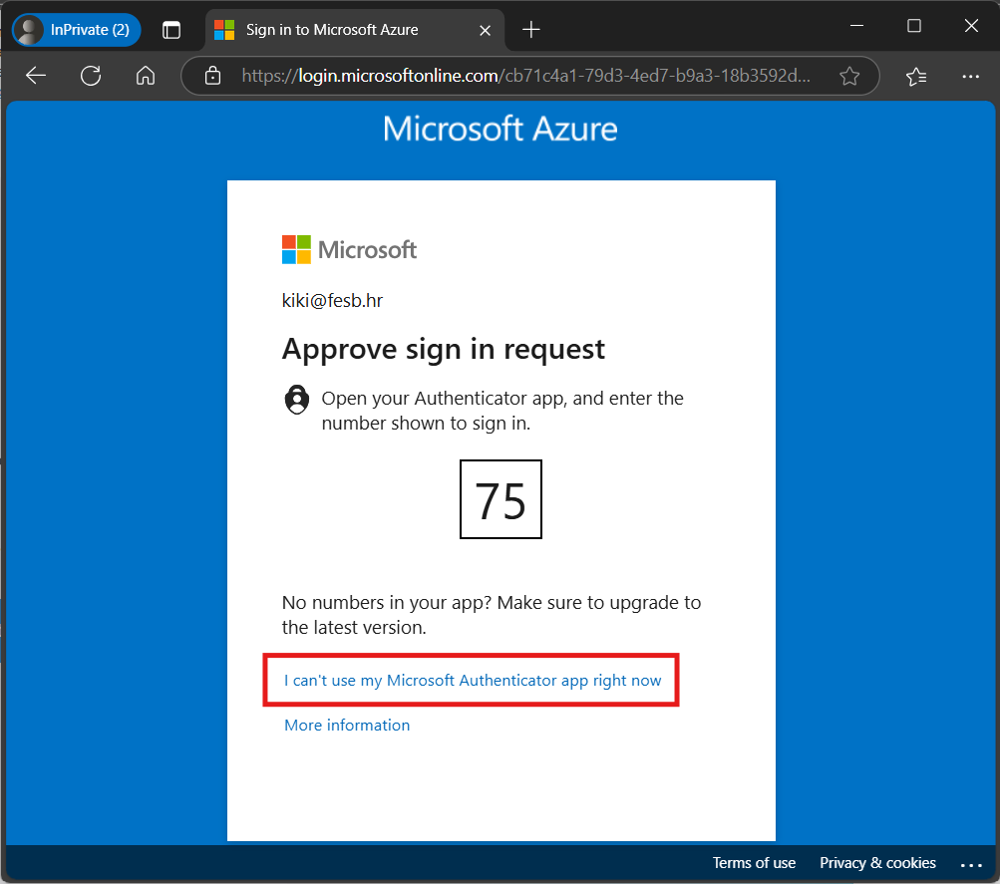 InPrivate (2)
Sign in to Microsoft Azure
https://login.microsoftonline.com/cb71c4a1-79d3-4ed7-b9a3-18b3592d...
Microsoft Azure
Microsoft
kiki@fesb.hr
Approve sign in request
Open your Authenticator app, and enter the
number shown to sign in.
75
No numbers in your app? Make sure to upgrade to
the latest version.
I can't use my Microsoft Authenticator app right now
More information
Terms of use Privacy & cookies ...